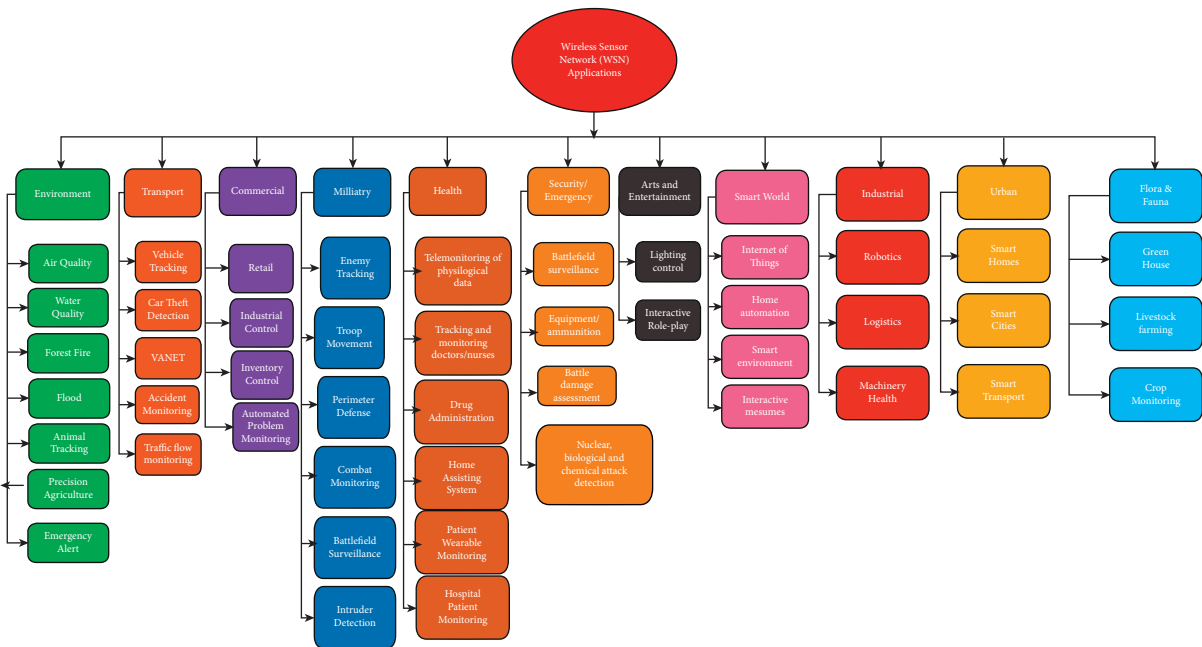 Wireless Sensor
Network (WSN)
Applications
Environment
Air Quality
Water
Quality
Forest Fire
Flood
Animal
Tracking
Precision
Agriculture
Emergency
Alert
Transport
Vehicle
Tracking
Car Theft
Detection
VANET
Accident
Monitoring
Traffic flow
monitoring
Commercial
Retail
Industrial
Control
Inventory
Control
Automated
Problem
Monitoring
Milliatry
Enemy
Tracking
Troop
Movement
Perimeter
Defense
Combat
Monitoring
Battlefield
Surveillance
Intruder
Detection
Health
Telemonitoring of
physilogical
data
Tracking and
monitoring
doctors/nurses
Drug
Administration
Home
Assisting
System
Patient
Wearable
Monitoring
Hospital
Patient
Monitoring
Security/
Emergency
Battlefield
surveillance
Equipment/
ammunition
Battle
damage
assessment
Nuclear,
biological and
chemical attack
detection
Arts and
Entertainment
Lighting
control
Interactive
Role-play
Smart World
Internet of
Things
Home
automation
Smart
environment
Interactive
mesumes
Industrial
Robotics
Logistics
Machinery
Health
Urban
Smart
Homes
Smart
Cities
Smart
Transport
Flora &
Fauna
Green
House
Livestock
farming
Crop
Monitoring